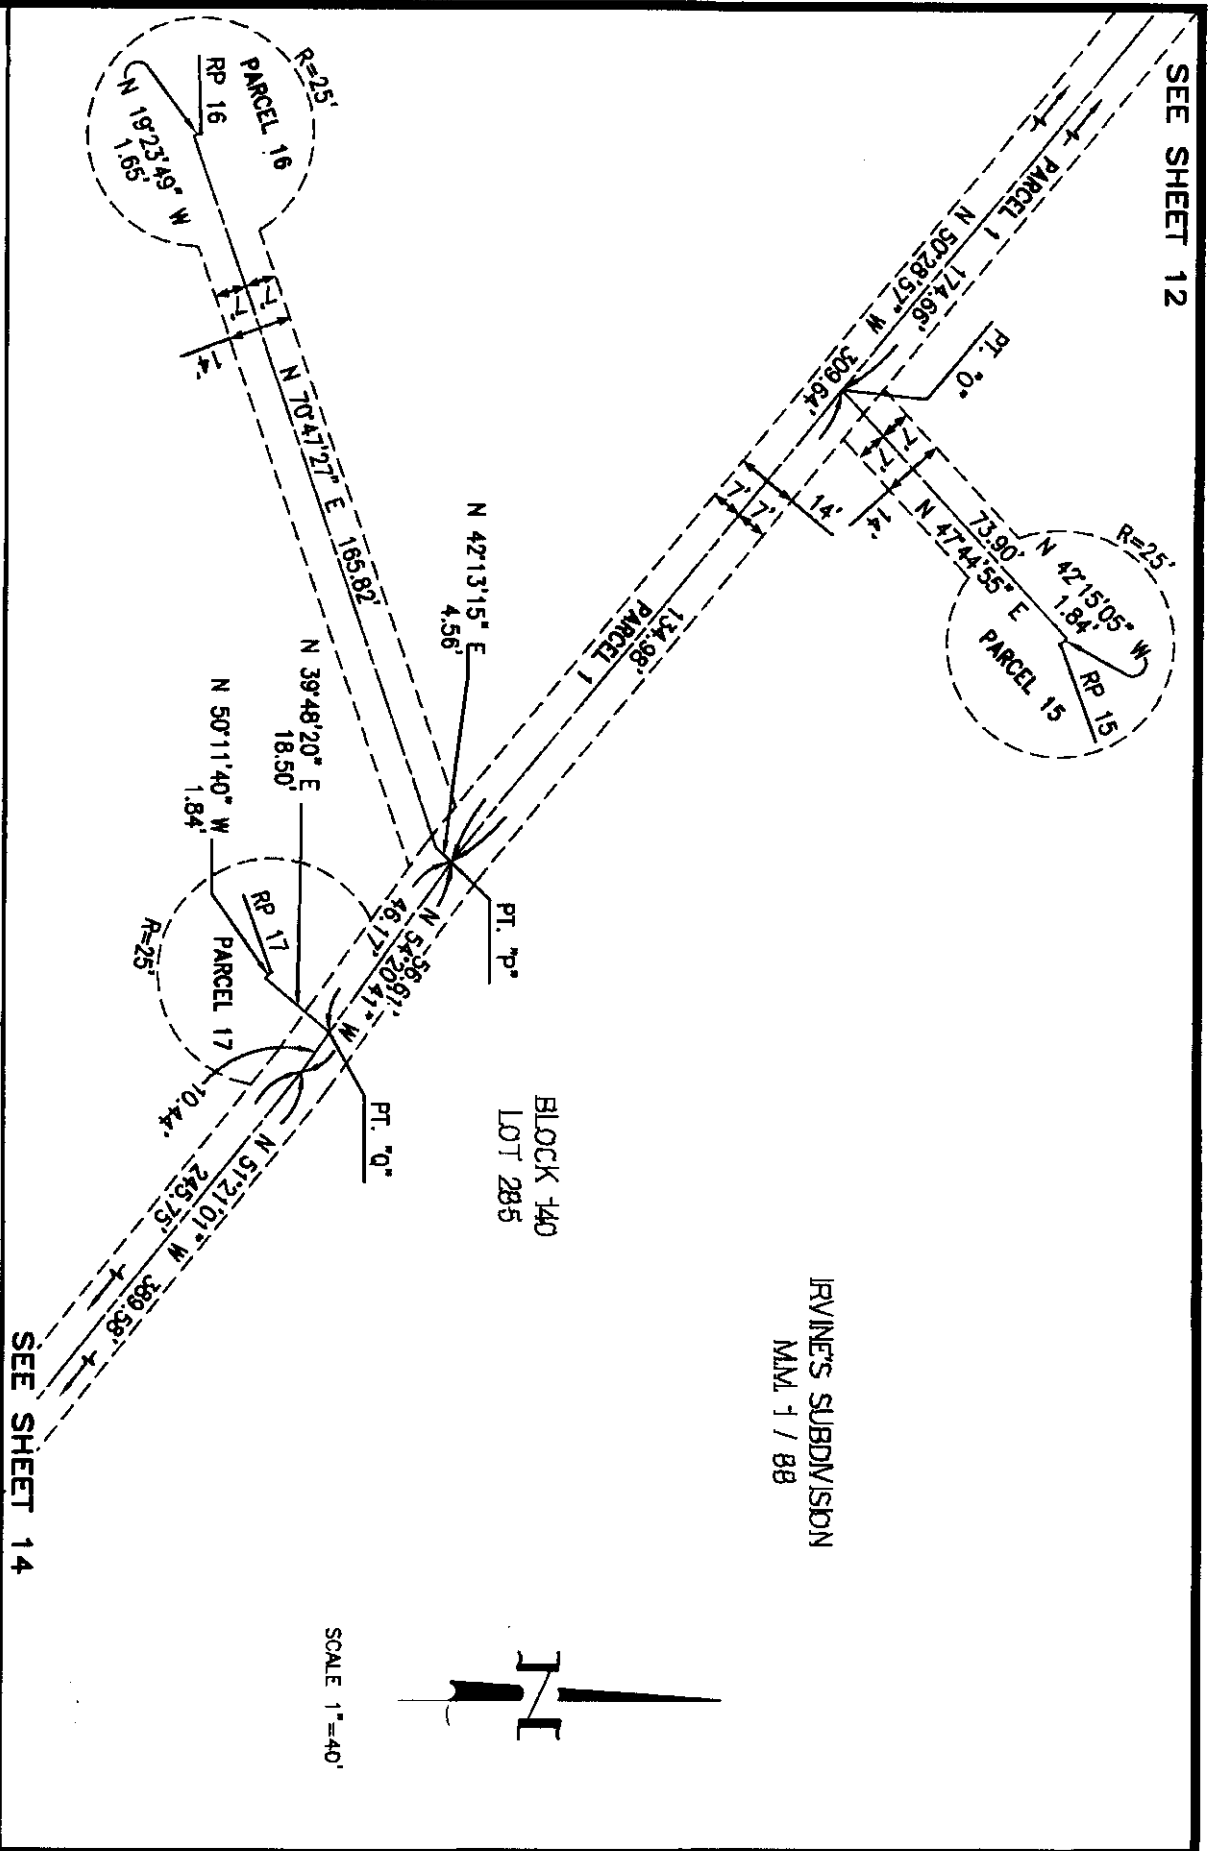 SEE SHEET 12
R=25'
PARCEL 16
RP 16
N 19°23'49" W
1.65'
7'
7'
14'
N 70°47'27" E 165.82'
PARCEL 1
174.66'
N 50°28'57" W 309.64'
PT. "O"
7'
7'
14'
73.90'
N 47°44'55" E
R=25'
N 42°15'05" W
1.84'
RP 15
PARCEL 15
14'
7'
7'
134.98'
PARCEL 1
N 42°13'15" E
4.56'
N 39°48'20" E
18.50'
N 50°11'40" W
1.84'
RP 17
PARCEL 17
R=25'
PT. "P"
56.61'
N 54°20'41" W
46.17'
10.44'
PT. "Q"
N 51°21'01" W 389.58'
245.75'
BLOCK 140
LOT 285
IRVINE'S SUBDIVISION
M.M. 1 / 88
N
SCALE 1"=40'
SEE SHEET 14